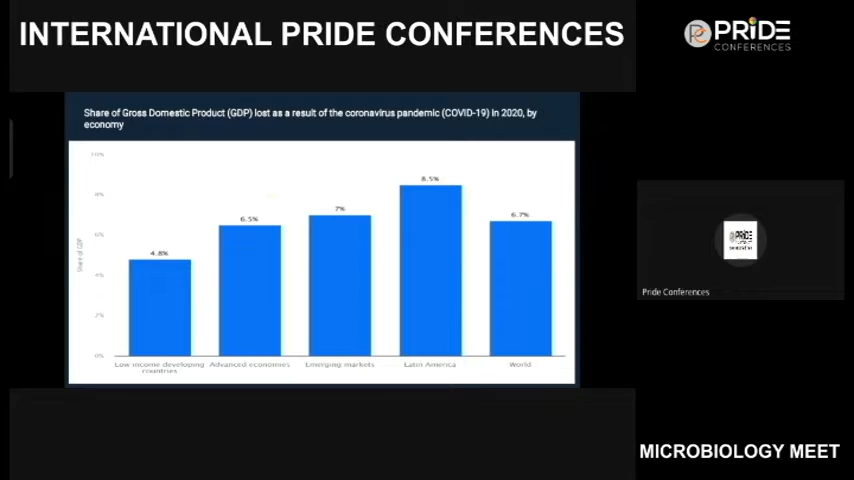 INTERNATIONAL PRIDE CONFERENCES
PRIDE
CONFERENCES
Share of Gross Domestic Product (GDP) lost as a result of the coronavirus pandemic (COVID-19) in 2020, by
economy
10%
8%
6%
4%
2%
0%
Share of GDP
4.8%
6.5%
7%
8.5%
6.7%
Low income developing
countries
Advanced economies
Emerging markets
Latin America
World
PRIDE
Pride Conferences
MICROBIOLOGY MEET